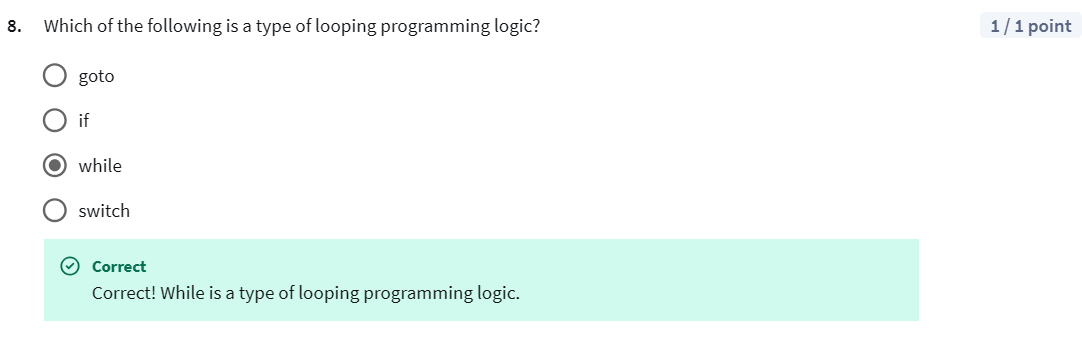 8. Which of the following is a type of looping programming logic?
1 / 1 point
goto
if
while
switch
Correct
Correct! While is a type of looping programming logic.